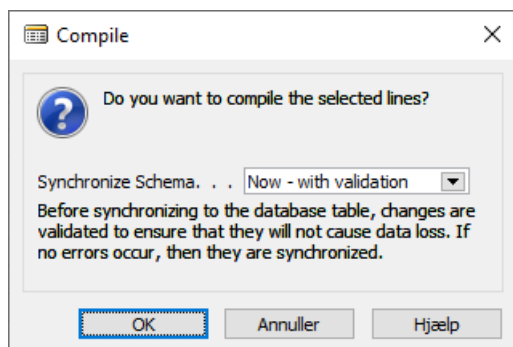 Compile
Do you want to compile the selected lines?
Synchronize Schema. . . Now - with validation
Before synchronizing to the database table, changes are
validated to ensure that they will not cause data loss. If
no errors occur, then they are synchronized.
OK Annuller Hjælp